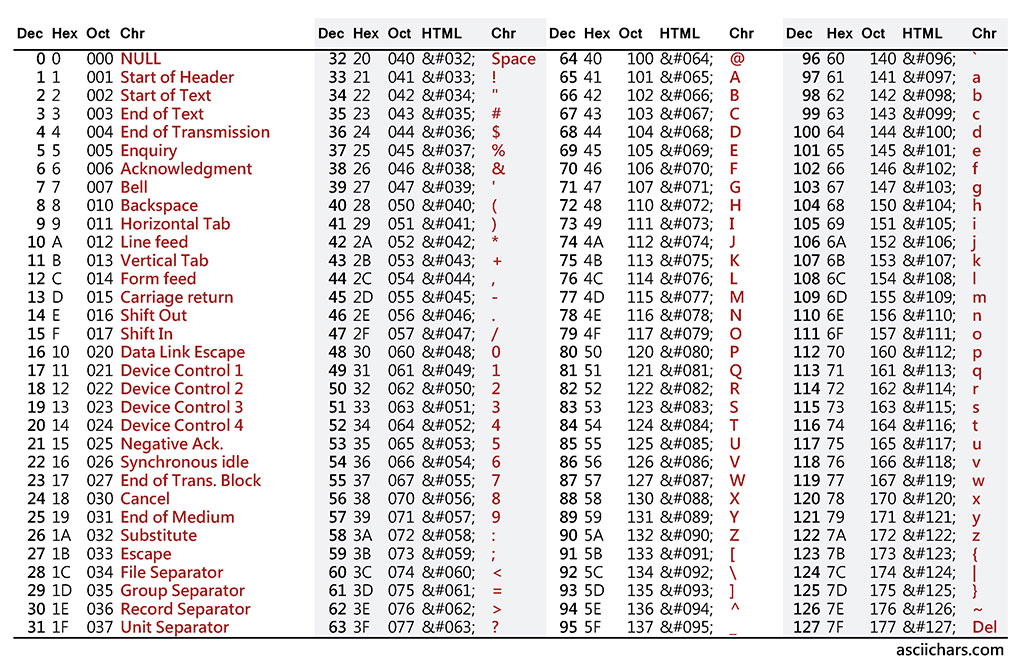 Dec Hex Oct Chr Dec Hex Oct HTML Chr Dec Hex Oct HTML Chr Dec Hex Oct HTML Chr
0 0 000 NULL 32 20 040 &#032; Space 64 40 100 &#064; @ 96 60 140 &#096; `
1 1 001 Start of Header 33 21 041 &#033; ! 65 41 101 &#065; A 97 61 141 &#097; a
2 2 002 Start of Text 34 22 042 &#034; " 66 42 102 &#066; B 98 62 142 &#098; b
3 3 003 End of Text 35 23 043 &#035; # 67 43 103 &#067; C 99 63 143 &#099; c
4 4 004 End of Transmission 36 24 044 &#036; $ 68 44 104 &#068; D 100 64 144 &#100; d
5 5 005 Enquiry 37 25 045 &#037; % 69 45 105 &#069; E 101 65 145 &#101; e
6 6 006 Acknowledgment 38 26 046 &#038; & 70 46 106 &#070; F 102 66 146 &#102; f
7 7 007 Bell 39 27 047 &#039; ' 71 47 107 &#071; G 103 67 147 &#103; g
8 8 010 Backspace 40 28 050 &#040; ( 72 48 110 &#072; H 104 68 150 &#104; h
9 9 011 Horizontal Tab 41 29 051 &#041; ) 73 49 111 &#073; I 105 69 151 &#105; i
10 A 012 Line feed 42 2A 052 &#042; * 74 4A 112 &#074; J 106 6A 152 &#106; j
11 B 013 Vertical Tab 43 2B 053 &#043; + 75 4B 113 &#075; K 107 6B 153 &#107; k
12 C 014 Form feed 44 2C 054 &#044; , 76 4C 114 &#076; L 108 6C 154 &#108; l
13 D 015 Carriage return 45 2D 055 &#045; - 77 4D 115 &#077; M 109 6D 155 &#109; m
14 E 016 Shift Out 46 2E 056 &#046; . 78 4E 116 &#078; N 110 6E 156 &#110; n
15 F 017 Shift In 47 2F 057 &#047; / 79 4F 117 &#079; O 111 6F 157 &#111; o
16 10 020 Data Link Escape 48 30 060 &#048; 0 80 50 120 &#080; P 112 70 160 &#112; p
17 11 021 Device Control 1 49 31 061 &#049; 1 81 51 121 &#081; Q 113 71 161 &#113; q
18 12 022 Device Control 2 50 32 062 &#050; 2 82 52 122 &#082; R 114 72 162 &#114; r
19 13 023 Device Control 3 51 33 063 &#051; 3 83 53 123 &#083; S 115 73 163 &#115; s
20 14 024 Device Control 4 52 34 064 &#052; 4 84 54 124 &#084; T 116 74 164 &#116; t
21 15 025 Negative Ack. 53 35 065 &#053; 5 85 55 125 &#085; U 117 75 165 &#117; u
22 16 026 Synchronous idle 54 36 066 &#054; 6 86 56 126 &#086; V 118 76 166 &#118; v
23 17 027 End of Trans. Block 55 37 067 &#055; 7 87 57 127 &#087; W 119 77 167 &#119; w
24 18 030 Cancel 56 38 070 &#056; 8 88 58 130 &#088; X 120 78 170 &#120; x
25 19 031 End of Medium 57 39 071 &#057; 9 89 59 131 &#089; Y 121 79 171 &#121; y
26 1A 032 Substitute 58 3A 072 &#058; : 90 5A 132 &#090; Z 122 7A 172 &#122; z
27 1B 033 Escape 59 3B 073 &#059; ; 91 5B 133 &#091; [ 123 7B 173 &#123; {
28 1C 034 File Separator 60 3C 074 &#060; < 92 5C 134 &#092; \ 124 7C 174 &#124; |
29 1D 035 Group Separator 61 3D 075 &#061; = 93 5D 135 &#093; ] 125 7D 175 &#125; }
30 1E 036 Record Separator 62 3E 076 &#062; > 94 5E 136 &#094; ^ 126 7E 176 &#126; ~
31 1F 037 Unit Separator 63 3F 077 &#063; ? 95 5F 137 &#095; _ 127 7F 177 &#127; Del
asciichars.com